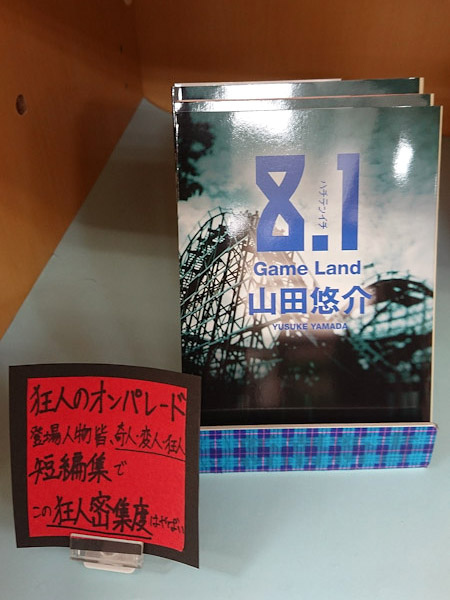 8.1
ハチテンイチ
Game Land
山田悠介
YUSUKE YAMADA
狂人のオンパレード
登場人物皆、奇人・変人・狂人
短編集で
この狂人密集度はやばい